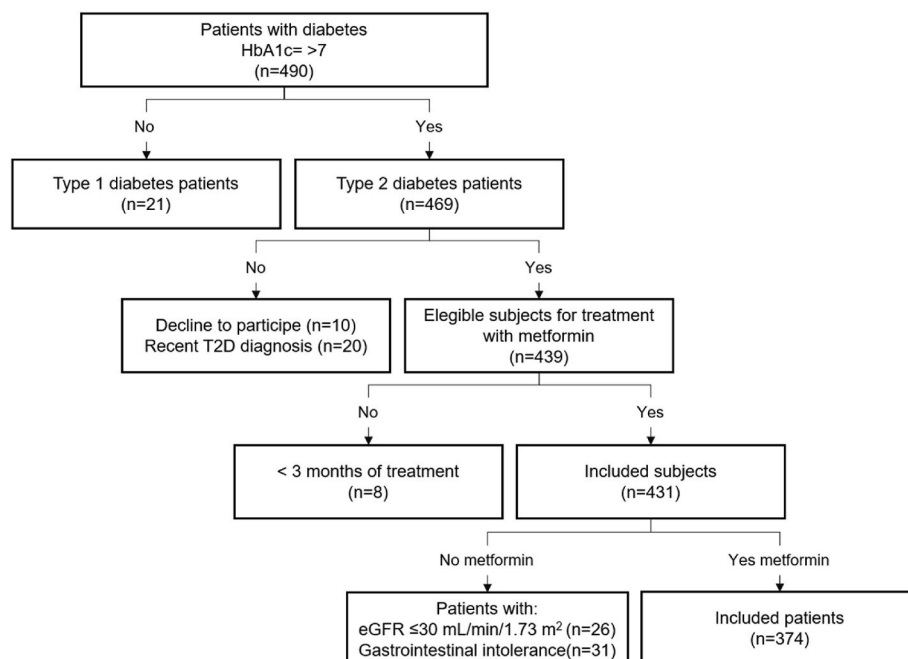 Patients with diabetes
HbA1c= >7
(n=490)
No
Yes
Type 1 diabetes patients
(n=21)
Type 2 diabetes patients
(n=469)
No
Yes
Decline to participe (n=10)
Recent T2D diagnosis (n=20)
Elegible subjects for treatment
with metformin
(n=439)
No
Yes
< 3 months of treatment
(n=8)
Included subjects
(n=431)
No metformin
Yes metformin
Patients with:
eGFR ≤30 mL/min/1.73 m² (n=26)
Gastrointestinal intolerance(n=31)
Included patients
(n=374)